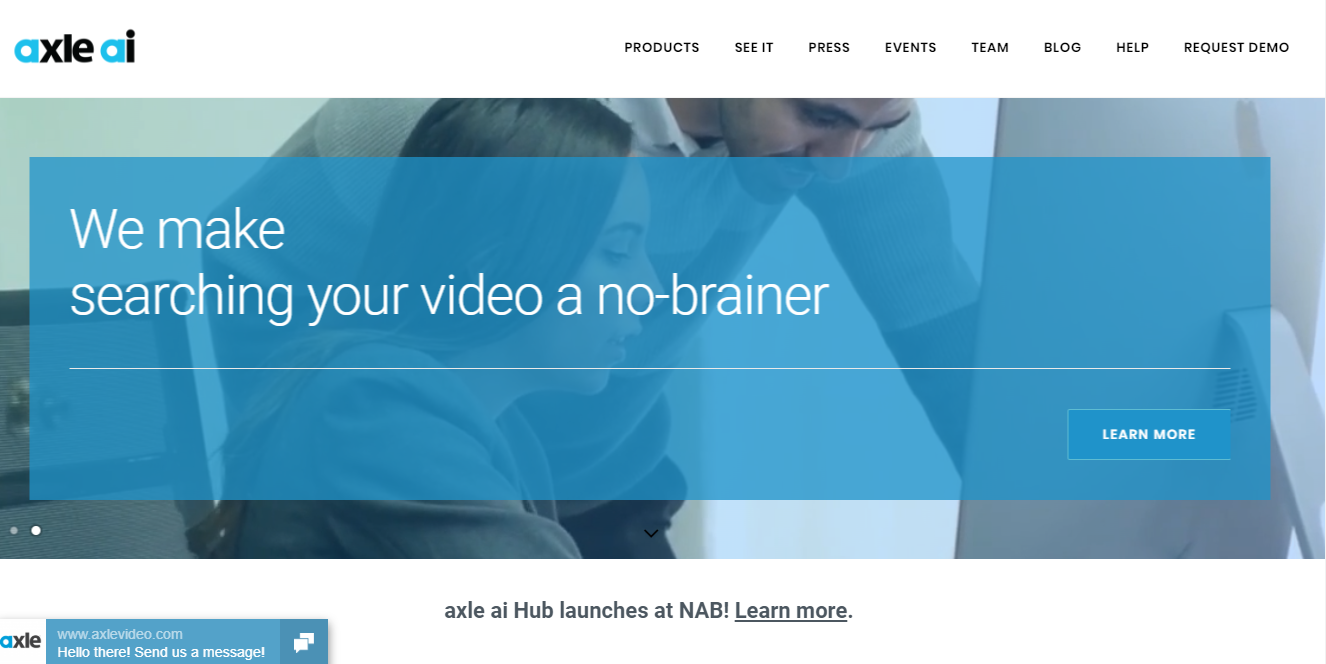 axle ai
PRODUCTS SEE IT PRESS EVENTS TEAM BLOG HELP REQUEST DEMO
We make
searching your video a no-brainer
LEARN MORE
axle ai Hub launches at NAB! Learn more.
axle
www.axlevideo.com
Hello there! Send us a message!